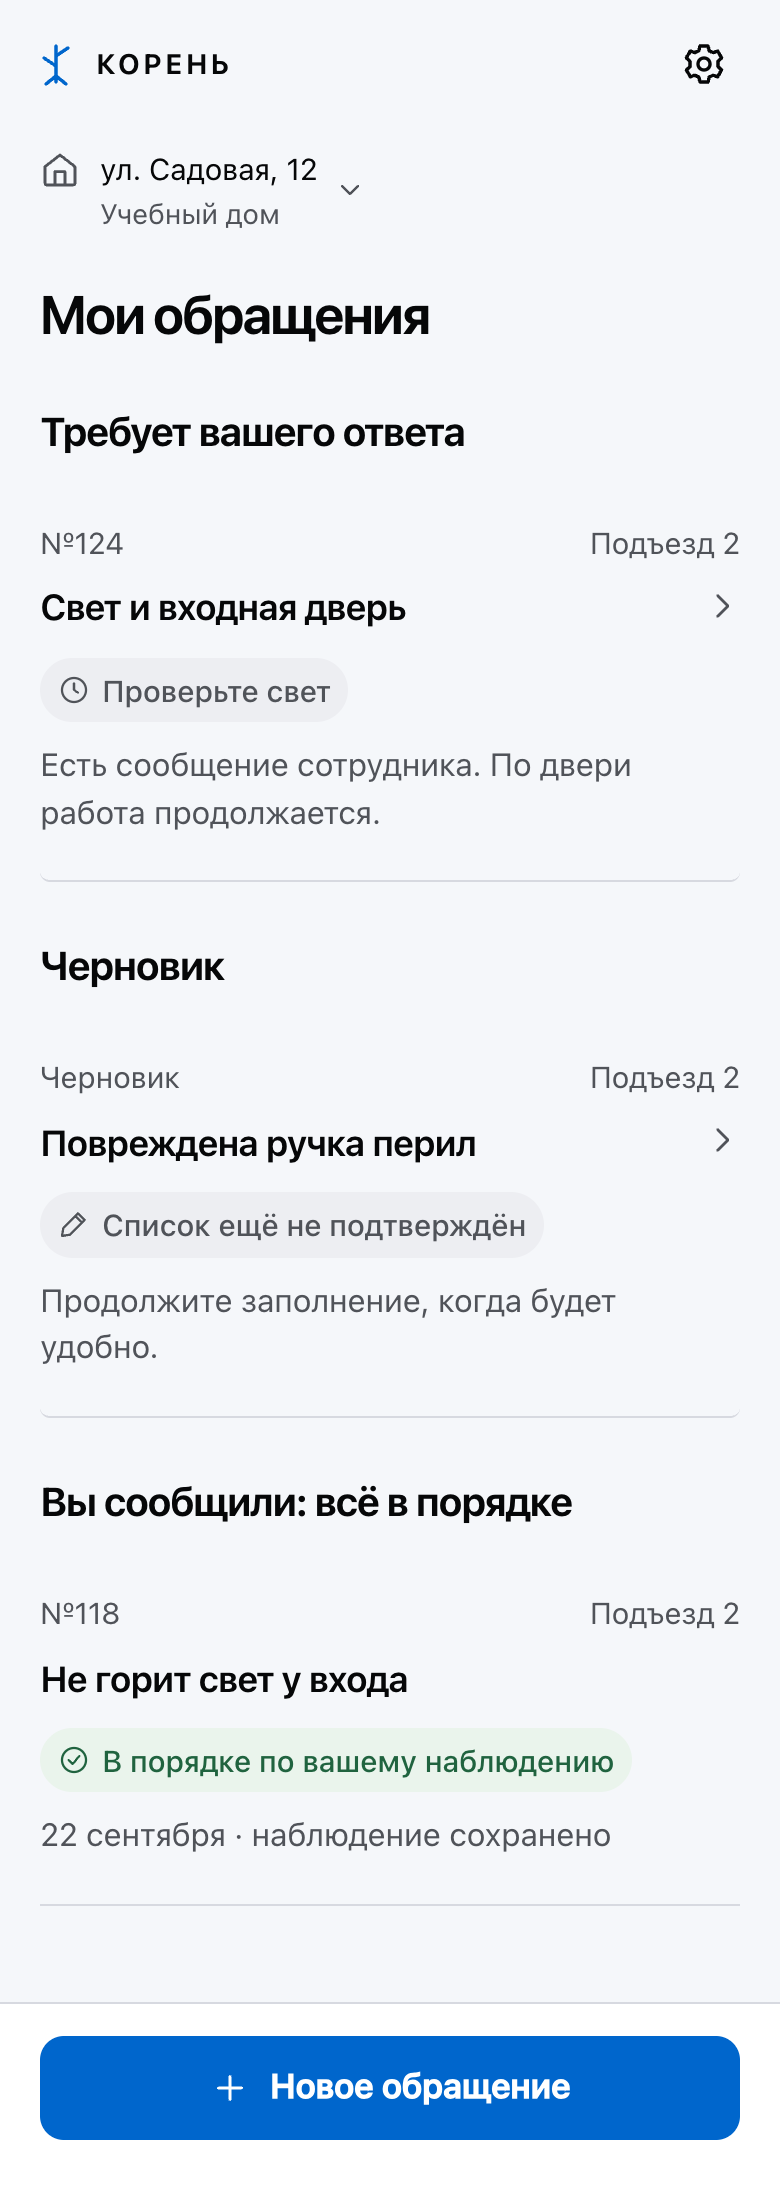 КОРЕНЬ
ул. Садовая, 12
Учебный дом
Мои обращения
Требует вашего ответа
№124 Подъезд 2
Свет и входная дверь
Проверьте свет
Есть сообщение сотрудника. По двери
работа продолжается.
Черновик
Черновик Подъезд 2
Повреждена ручка перил
Список ещё не подтверждён
Продолжите заполнение, когда будет
удобно.
Вы сообщили: всё в порядке
№118 Подъезд 2
Не горит свет у входа
В порядке по вашему наблюдению
22 сентября · наблюдение сохранено
Новое обращение